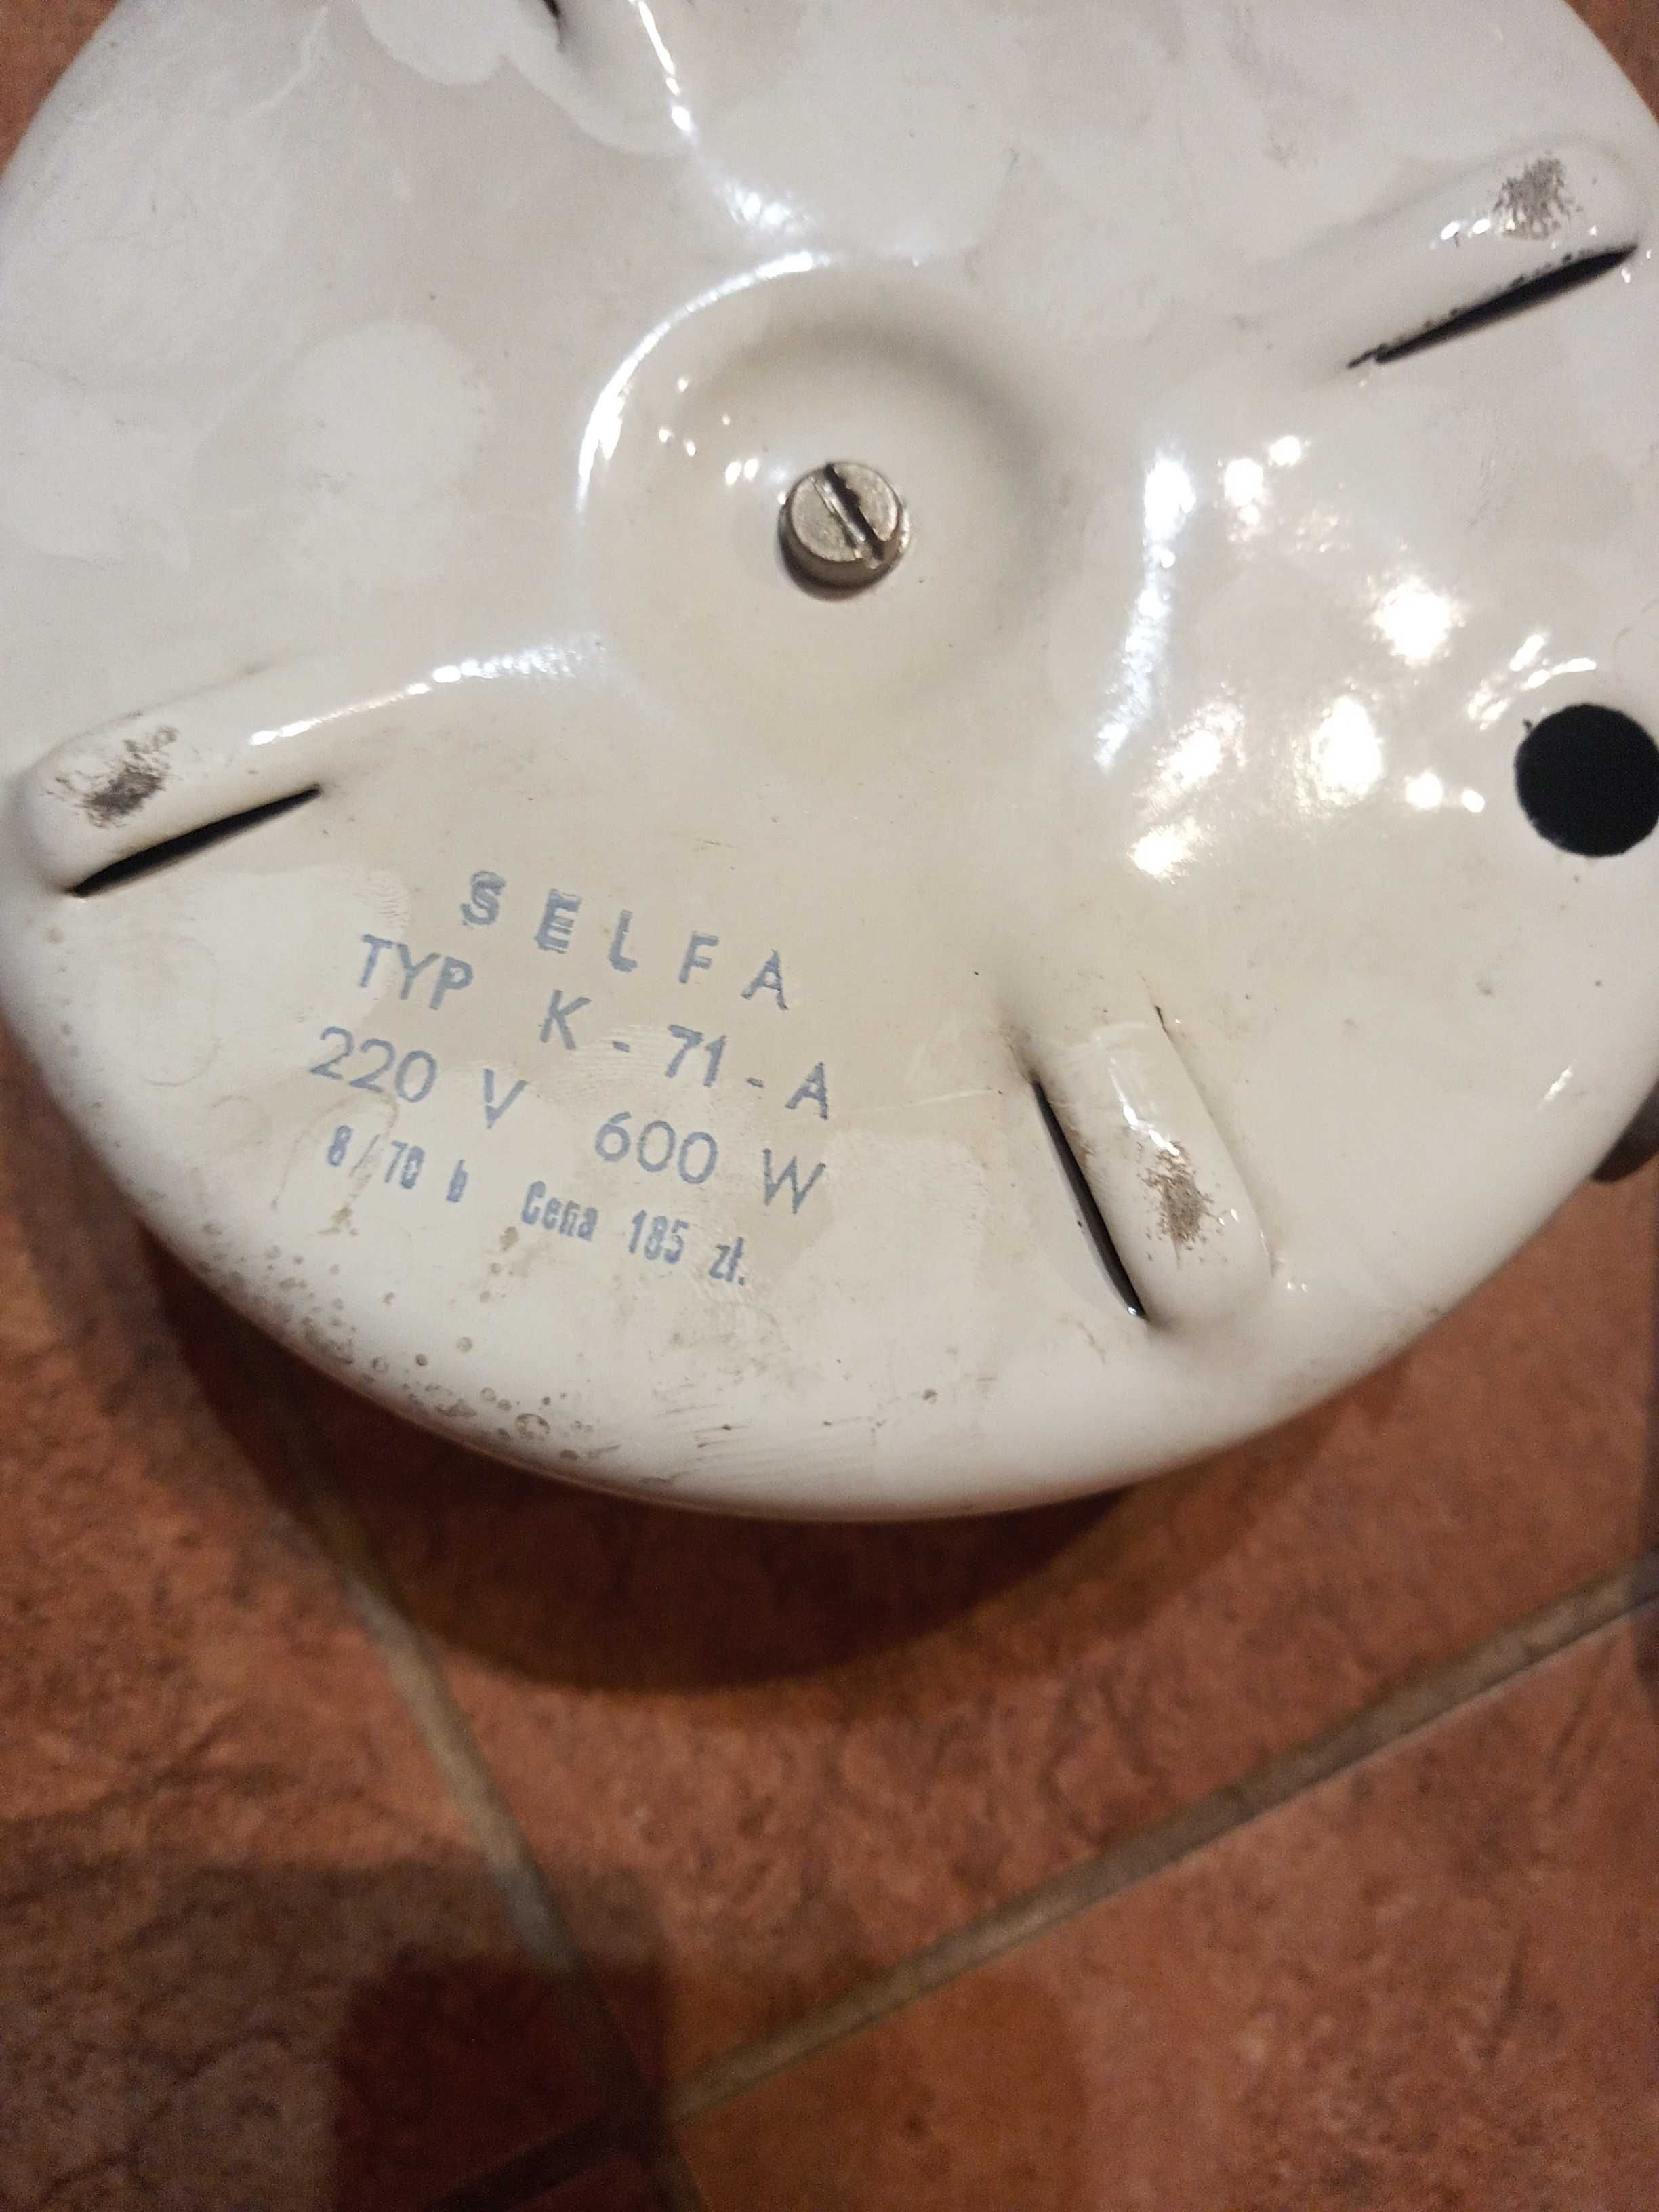 SELFA
TYP K-71-A
220 V 600 W
8/70 b Cena 185 zł.